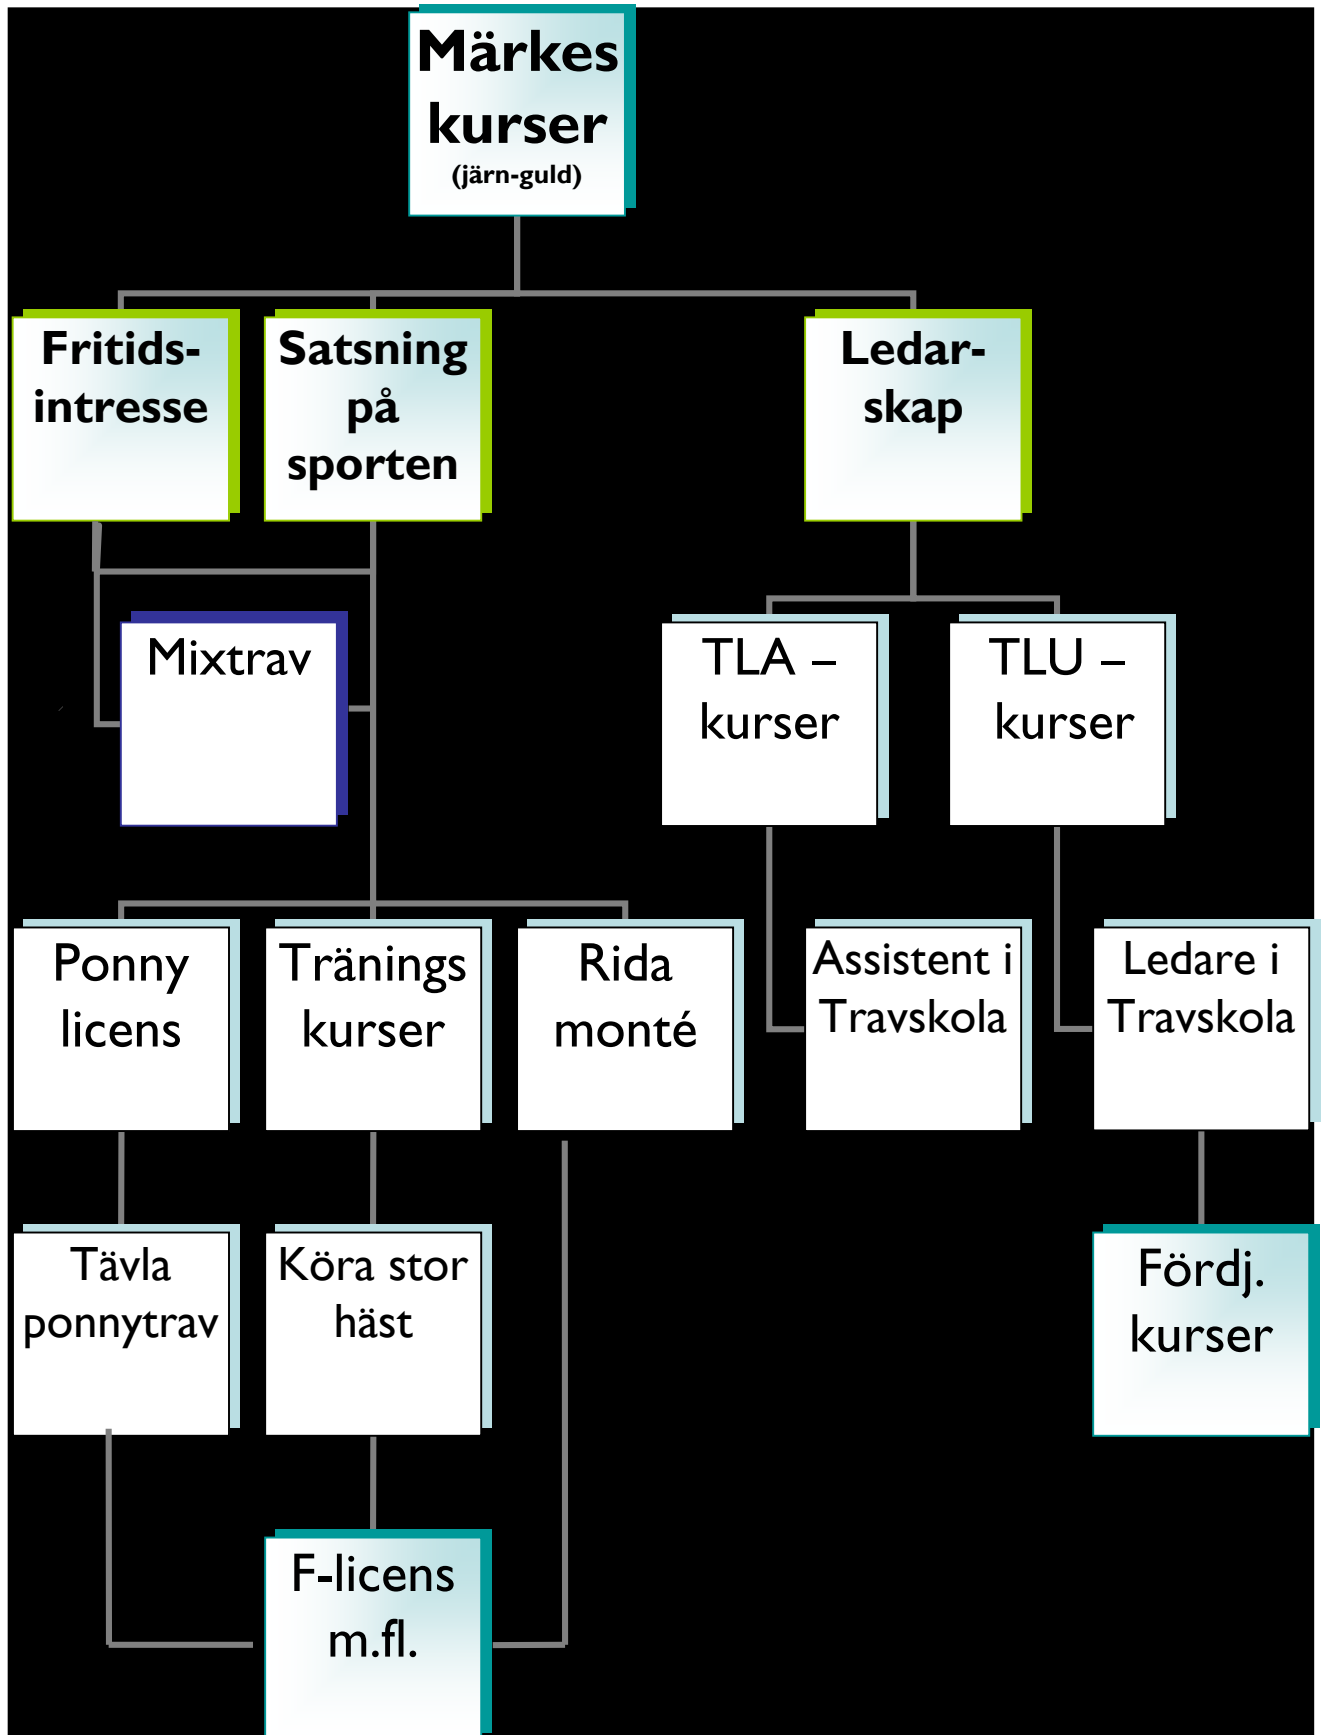 Märkes
kurser
(järn-guld)
Fritids-
intresse
Satsning
på
sporten
Ledar-
skap
Mixtrav
TLA –
kurser
TLU –
kurser
Ponny
licens
Tränings
kurser
Rida
monté
Assistent i
Travskola
Ledare i
Travskola
Tävla
ponnytrav
Köra stor
häst
Fördj.
kurser
F-licens
m.fl.